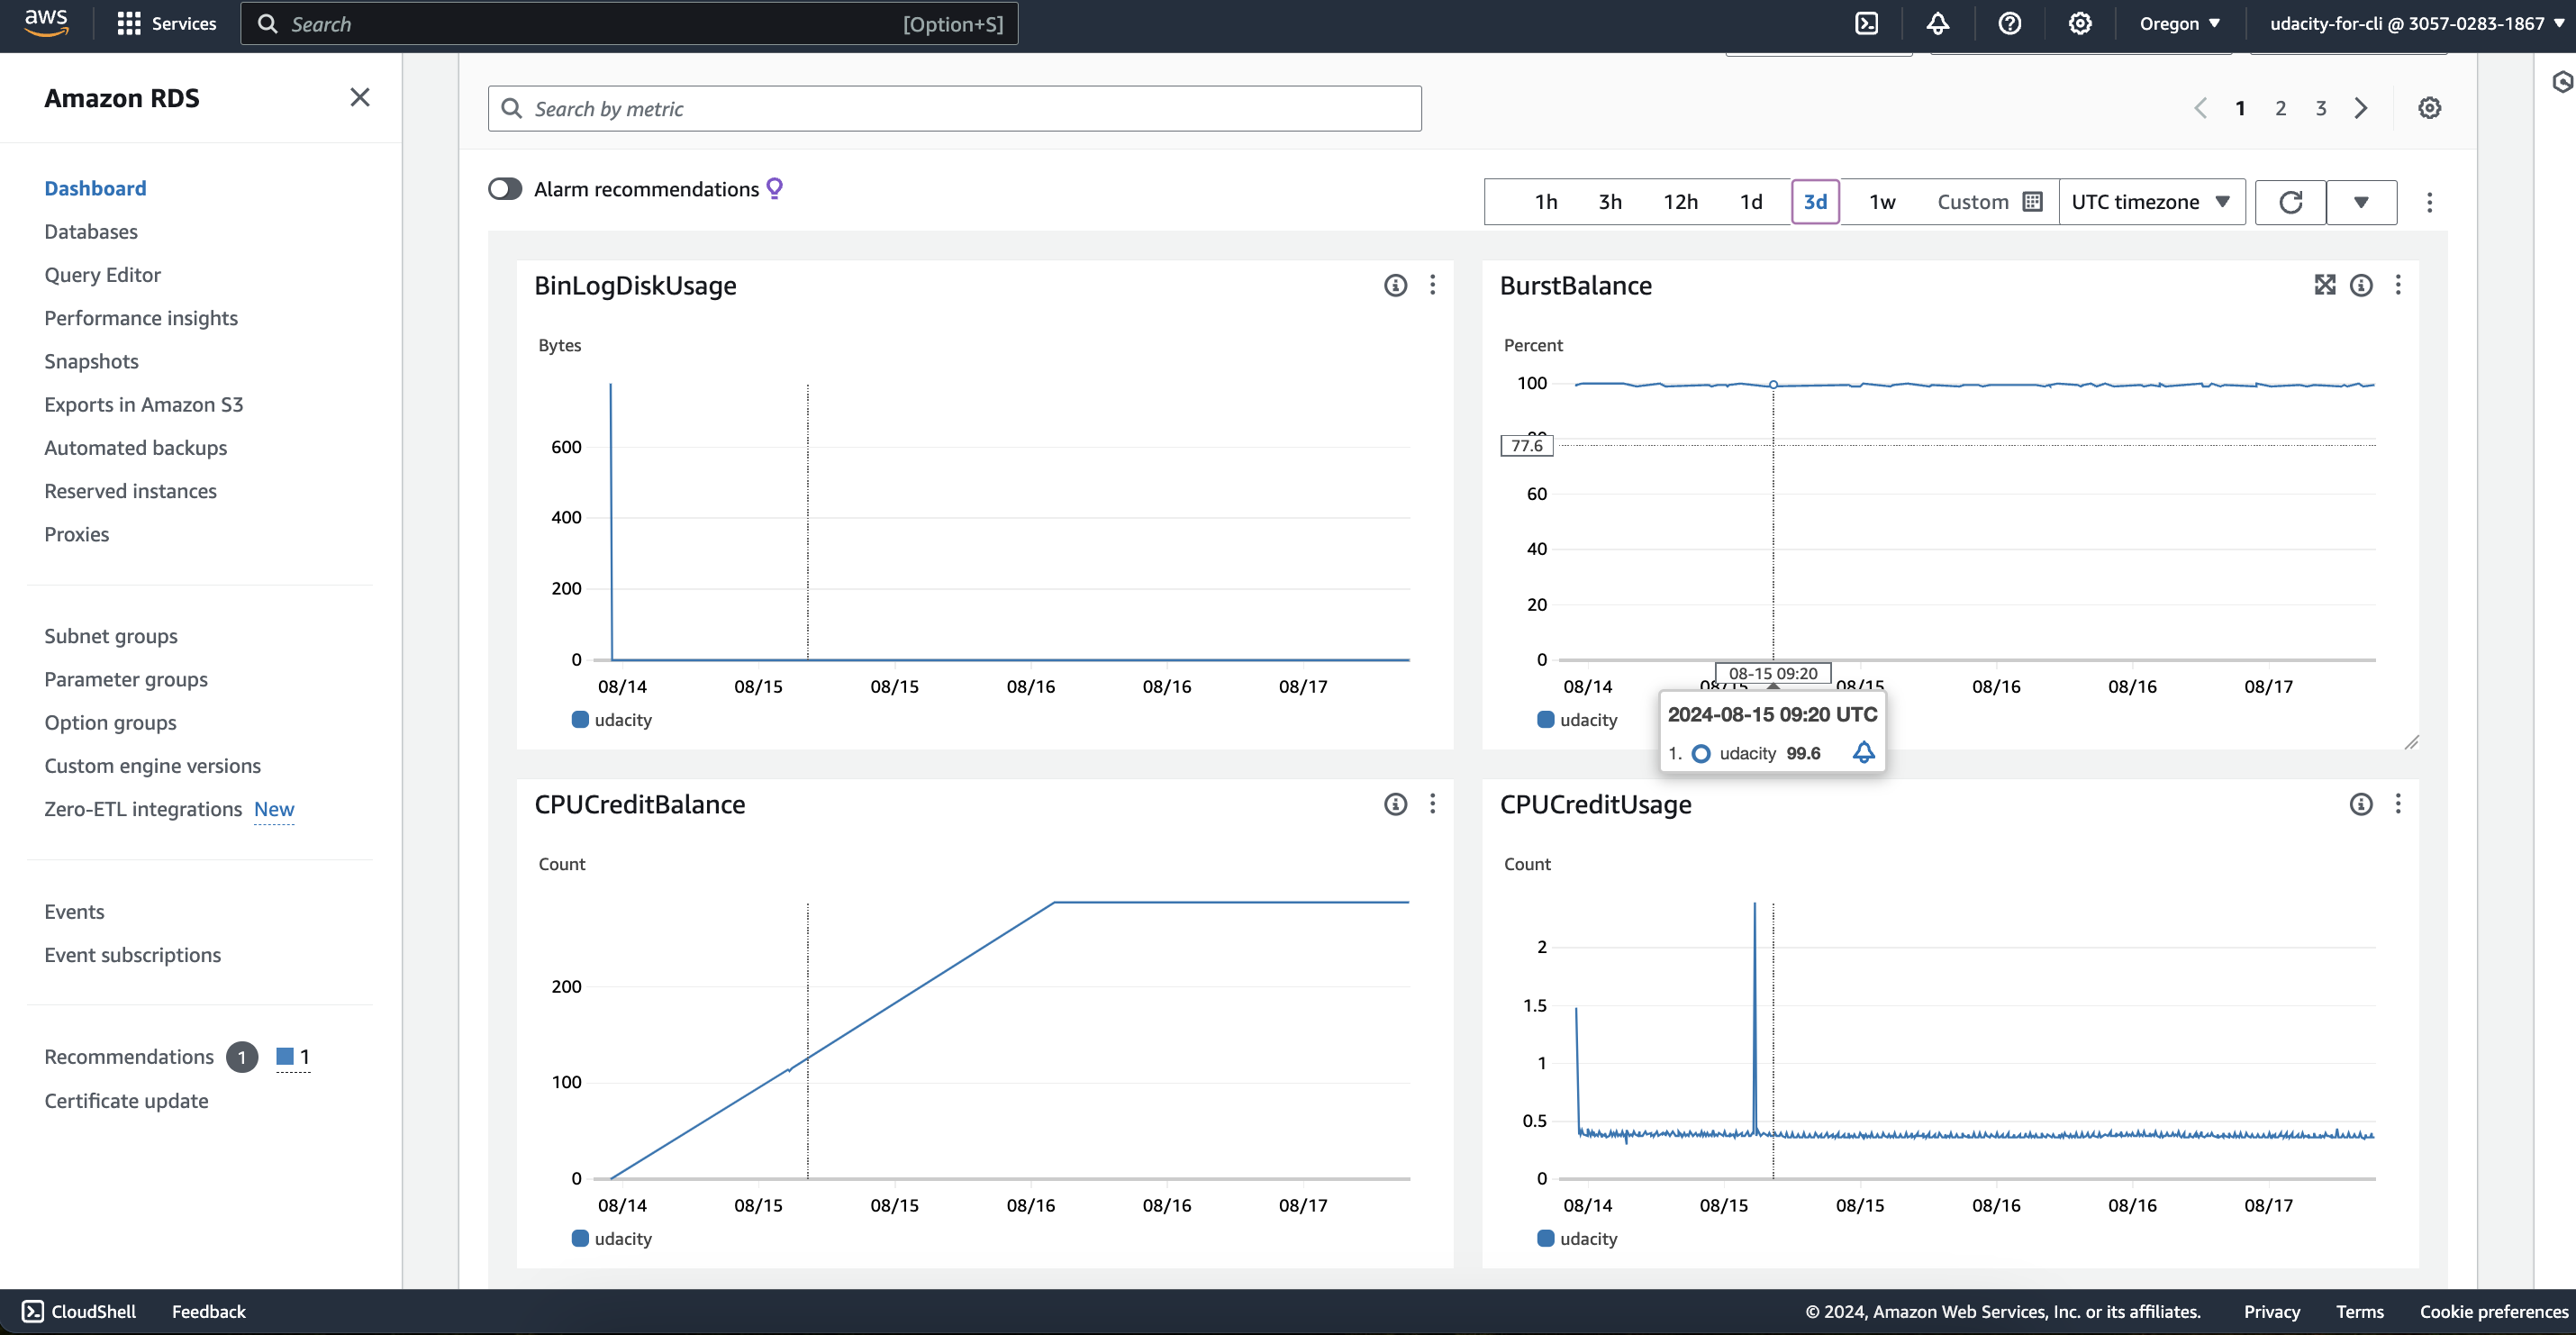 aws Services Search [Option+S] Oregon udacity-for-cli @ 3057-0283-1867
Amazon RDS
Dashboard
Databases
Query Editor
Performance insights
Snapshots
Exports in Amazon S3
Automated backups
Reserved instances
Proxies
Subnet groups
Parameter groups
Option groups
Custom engine versions
Zero-ETL integrations New
Events
Event subscriptions
Recommendations 1 1
Certificate update
Search by metric
1 2 3
Alarm recommendations
1h 3h 12h 1d 3d 1w Custom UTC timezone
BinLogDiskUsage
Bytes
600
400
200
0
08/14 08/15 08/15 08/16 08/16 08/17
udacity
BurstBalance
Percent
100
80
77.6
60
40
20
0
08-15 09:20
08/14 08/15 08/15 08/16 08/16 08/17
udacity
2024-08-15 09:20 UTC
1. udacity 99.6
CPUCreditBalance
Count
200
100
0
08/14 08/15 08/15 08/16 08/16 08/17
udacity
CPUCreditUsage
Count
2
1.5
1
0.5
0
08/14 08/15 08/15 08/16 08/16 08/17
udacity
CloudShell Feedback © 2024, Amazon Web Services, Inc. or its affiliates. Privacy Terms Cookie preferences